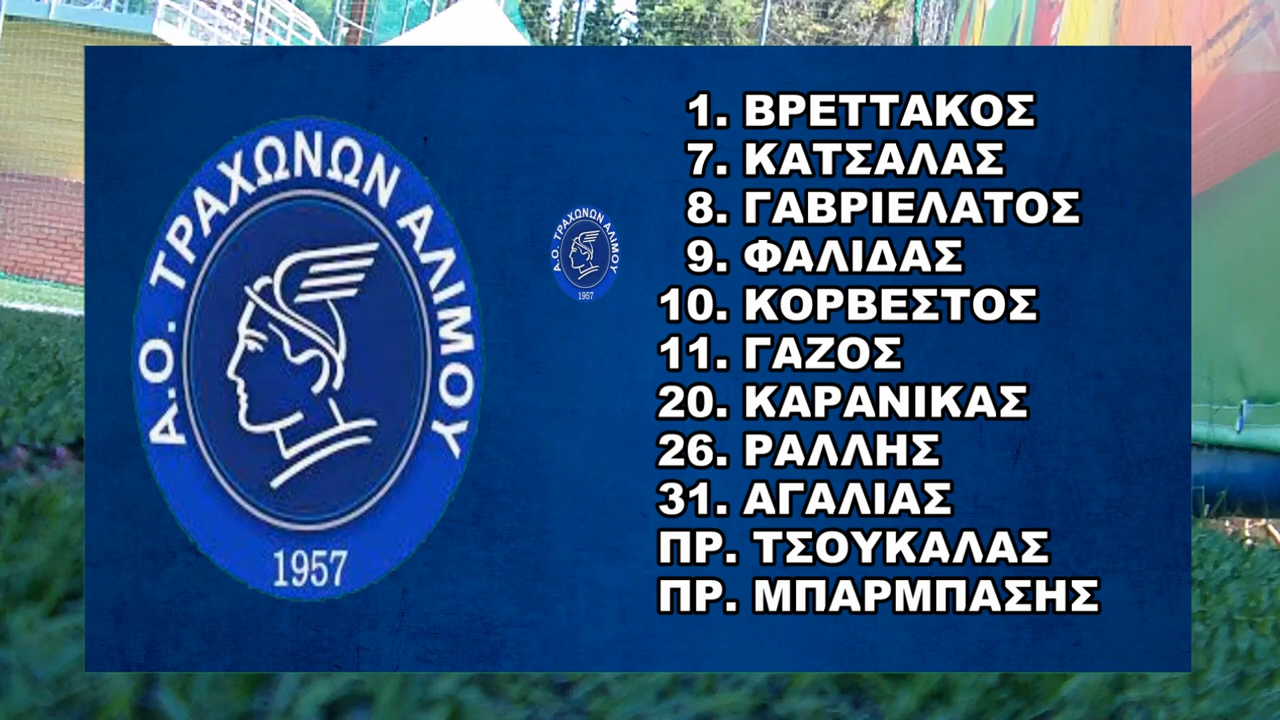 Α.Ο. ΤΡΑΧΩΝΩΝ ΑΛΙΜΟΥ
1957
Α.Ο. ΤΡΑΧΩΝΩΝ ΑΛΙΜΟΥ
1957
1. ΒΡΕΤΤΑΚΟΣ
7. ΚΑΤΣΑΛΑΣ
8. ΓΑΒΡΙΕΛΑΤΟΣ
9. ΦΑΛΙΔΑΣ
10. ΚΟΡΒΕΣΤΟΣ
11. ΓΑΖΟΣ
20. ΚΑΡΑΝΙΚΑΣ
26. ΡΑΛΛΗΣ
31. ΑΓΑΛΙΑΣ
ΠΡ. ΤΣΟΥΚΑΛΑΣ
ΠΡ. ΜΠΑΡΜΠΑΣΗΣ